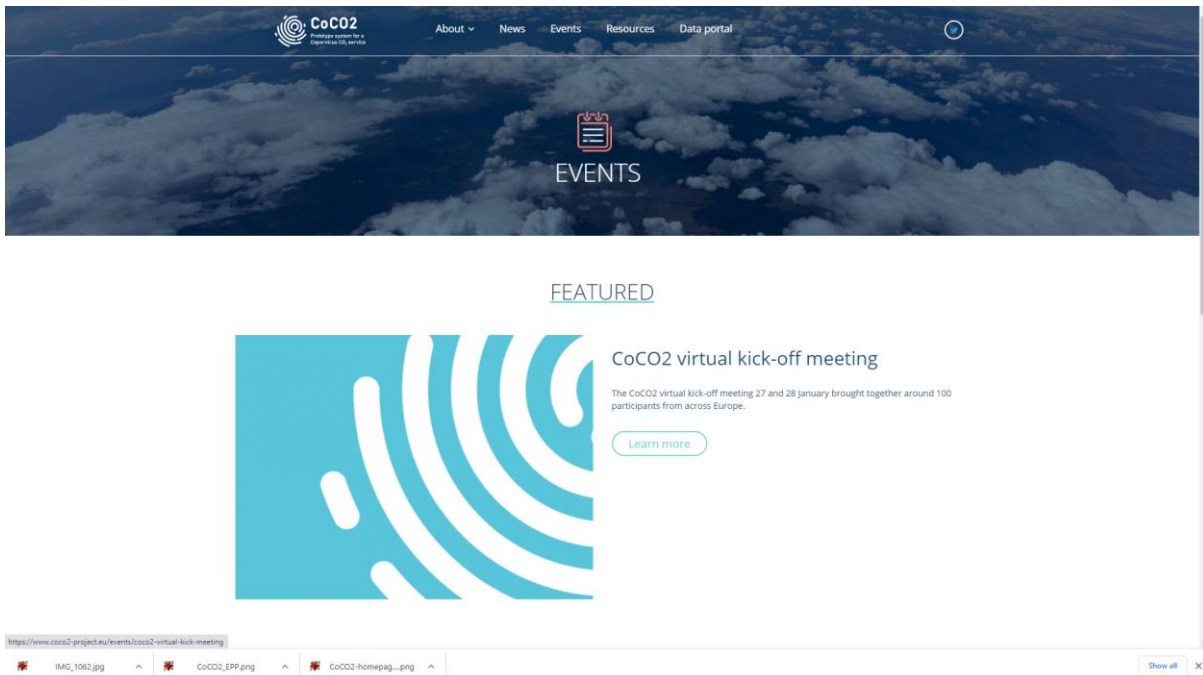 CoCO2
Prototype system for a
Copernicus CO₂ service
About
News
Events
Resources
Data portal
EVENTS
FEATURED
CoCO2 virtual kick-off meeting
The CoCO2 virtual kick-off meeting 27 and 28 January brought together around 100
participants from across Europe.
Learn more
https://www.coco2-project.eu/events/coco2-virtual-kick-meeting
IMG_1062.jpg
CoCO2_EPP.png
CoCO2-homepag....png
Show all